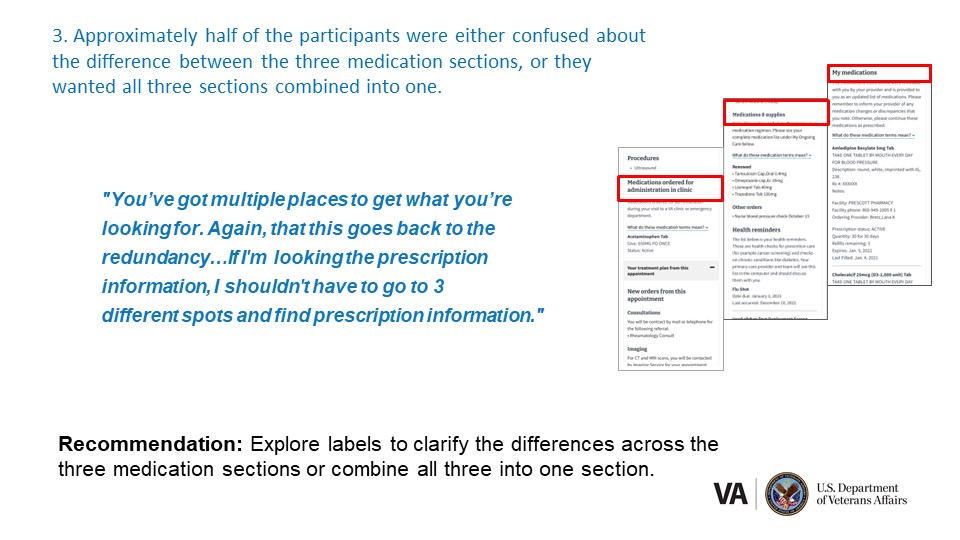 3. Approximately half of the participants were either confused about
the difference between the three medication sections, or they
wanted all three sections combined into one.
"You've got multiple places to get what you're
looking for. Again, that this goes back to the
redundancy…If I'm looking the prescription
information, I shouldn't have to go to 3
different spots and find prescription information."
Procedures
• Ultrasound
Medications ordered for
administration in clinic
during your visit to a VA clinic or emergency
department.
What do these medication terms mean?
Acetaminophen Tab
Give: 650MG PO ONCE
Status: Active
Your treatment plan from this
appointment
New orders from this
appointment
Consultations
You will be contact by mail or telephone for
the following referral:
• Rheumatology Consult
Imaging
For CT and MRI scans, you will be contacted
by Imaging Service for your appointment
Medications & supplies
medication regimen. Please see your
complete medication list under My Ongoing
Care below.
What do these medication terms mean?
Renewed
• Tamsulosin Cap,Oral 0.4mg
• Omeprazole cap.Ec 20mg
• Lisinopril Tab 40mg
• Trazodone Tab 100mg
Other orders
• Nurse blood pressure check October 13
Health reminders
The list below is your health reminders.
These are health checks for preventive care
(for example cancer screening) and checks
on chronic conditions like diabetes. Your
primary care provider and team will use this
list in the computer and should discuss
them with you.
Flu Shot
Date due: January 3, 2021
Last occurred: December 10, 2021
My medications
with you by your provider and is provided to
you as an updated list of medications. Please
remember to inform your provider of any
medication changes or discrepancies that
you note. Otherwise, please continue these
medications as prescribed.
What do these medication terms mean?
Amlodipine Besylate 5mg Tab
TAKE ONE TABLET BY MOUTH EVERY DAY
FOR BLOOD PRESSURE
Description: round, white, imprinted with IG,
238
Rx #: XXXXXX
Notes:
Facility: PRESCOTT PHARMACY
Facility phone: 800-949-1005 X 1
Ordering Provider: Bretz,Lana K
Prescription status: ACTIVE
Quantity: 30 for 30 days
Refills remaining: 3
Expires: Jan. 5, 2022
Last Filled: Jan. 4, 2021
Cholecalcif 25mcg (D3-1,000 unit) Tab
TAKE ONE TABLET BY MOUTH EVERY DAY
Recommendation: Explore labels to clarify the differences across the
three medication sections or combine all three into one section.
VA
U.S. Department
of Veterans Affairs